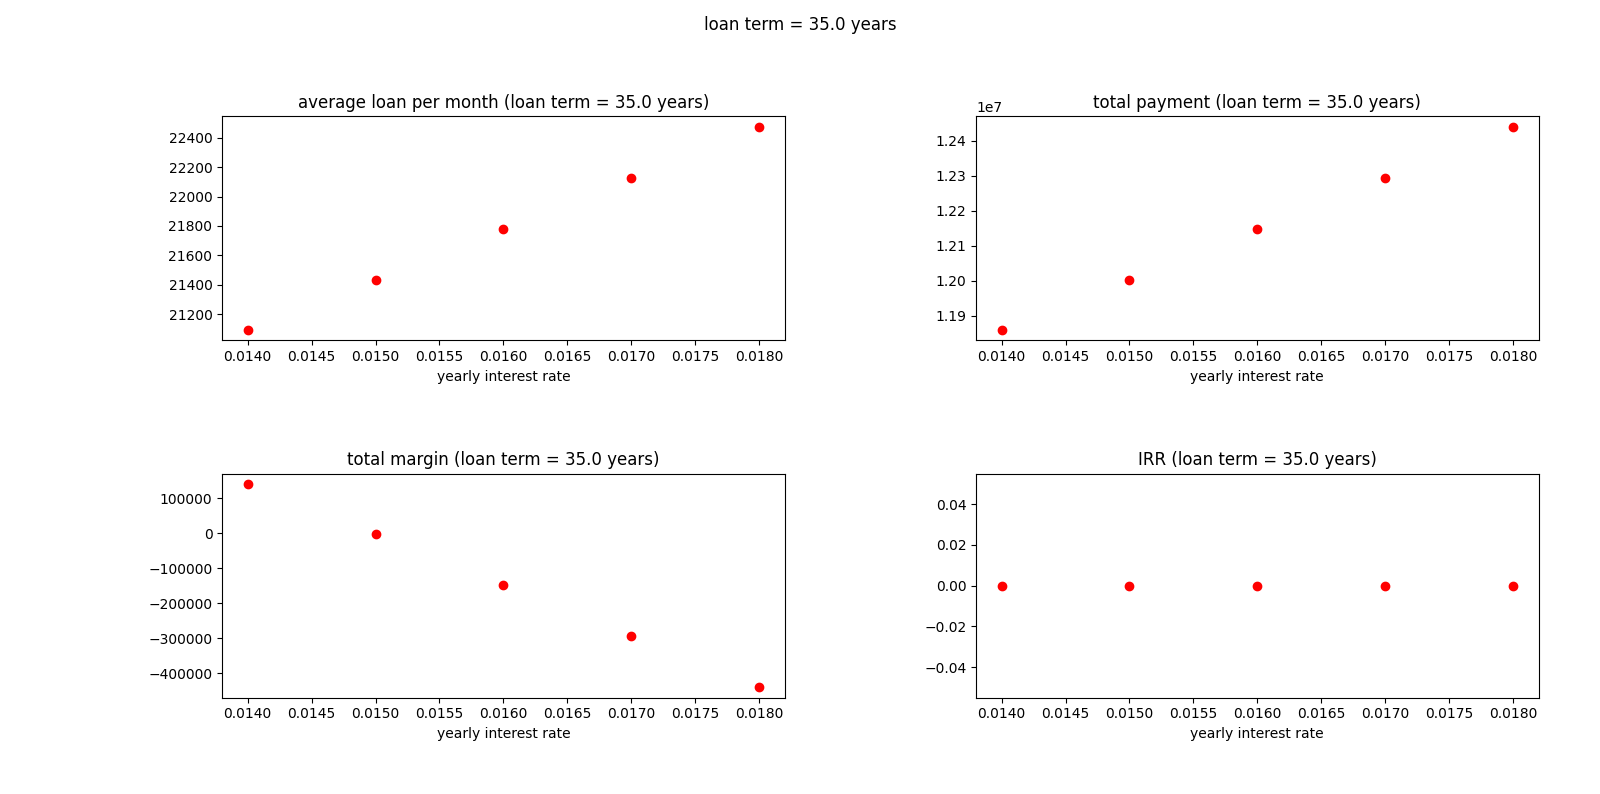 loan term = 35.0 years
average loan per month (loan term = 35.0 years)
22400
22200
22000
21800
21600
21400
21200
0.0140 0.0145 0.0150 0.0155 0.0160 0.0165 0.0170 0.0175 0.0180
yearly interest rate
total payment (loan term = 35.0 years)
1e7
1.24
1.23
1.22
1.21
1.20
1.19
0.0140 0.0145 0.0150 0.0155 0.0160 0.0165 0.0170 0.0175 0.0180
yearly interest rate
total margin (loan term = 35.0 years)
100000
0
−100000
−200000
−300000
−400000
0.0140 0.0145 0.0150 0.0155 0.0160 0.0165 0.0170 0.0175 0.0180
yearly interest rate
IRR (loan term = 35.0 years)
0.04
0.02
0.00
−0.02
−0.04
0.0140 0.0145 0.0150 0.0155 0.0160 0.0165 0.0170 0.0175 0.0180
yearly interest rate